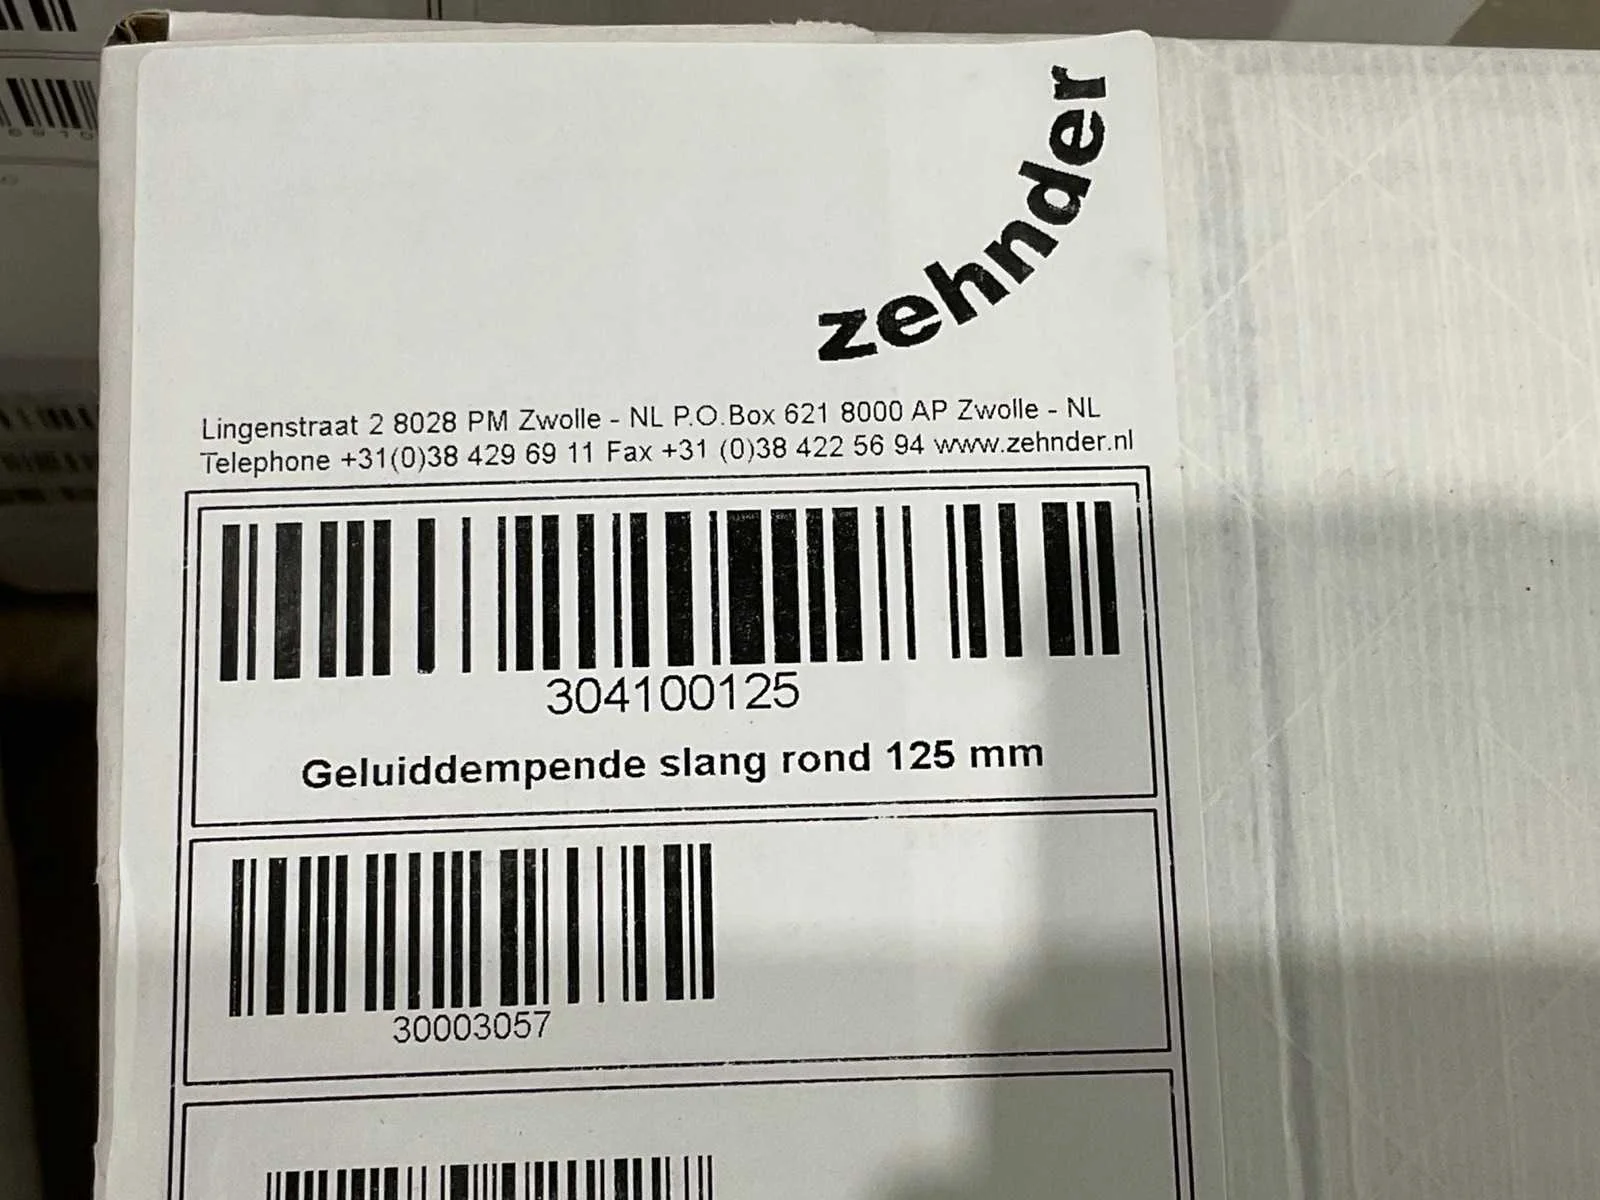 zehnder
Lingenstraat 2 8028 PM Zwolle - NL P.O.Box 621 8000 AP Zwolle - NL
Telephone +31(0)38 429 69 11 Fax +31 (0)38 422 56 94 www.zehnder.nl
304100125
Geluiddempende slang rond 125 mm
30003057